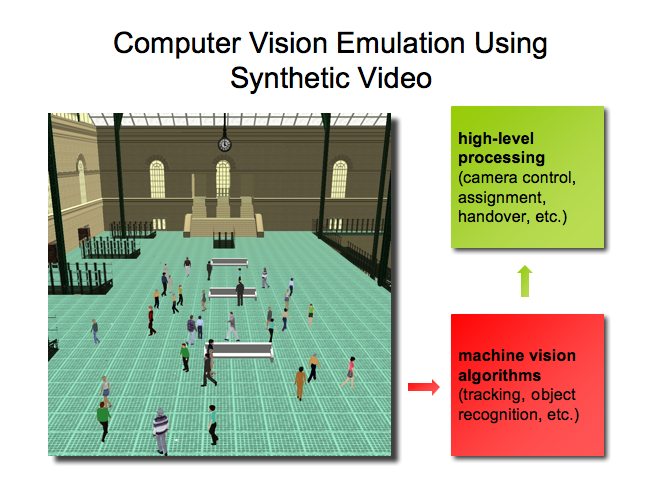 Computer Vision Emulation Using
Synthetic Video
high-level
processing
(camera control,
assignment,
handover, etc.)
machine vision
algorithms
(tracking, object
recognition, etc.)